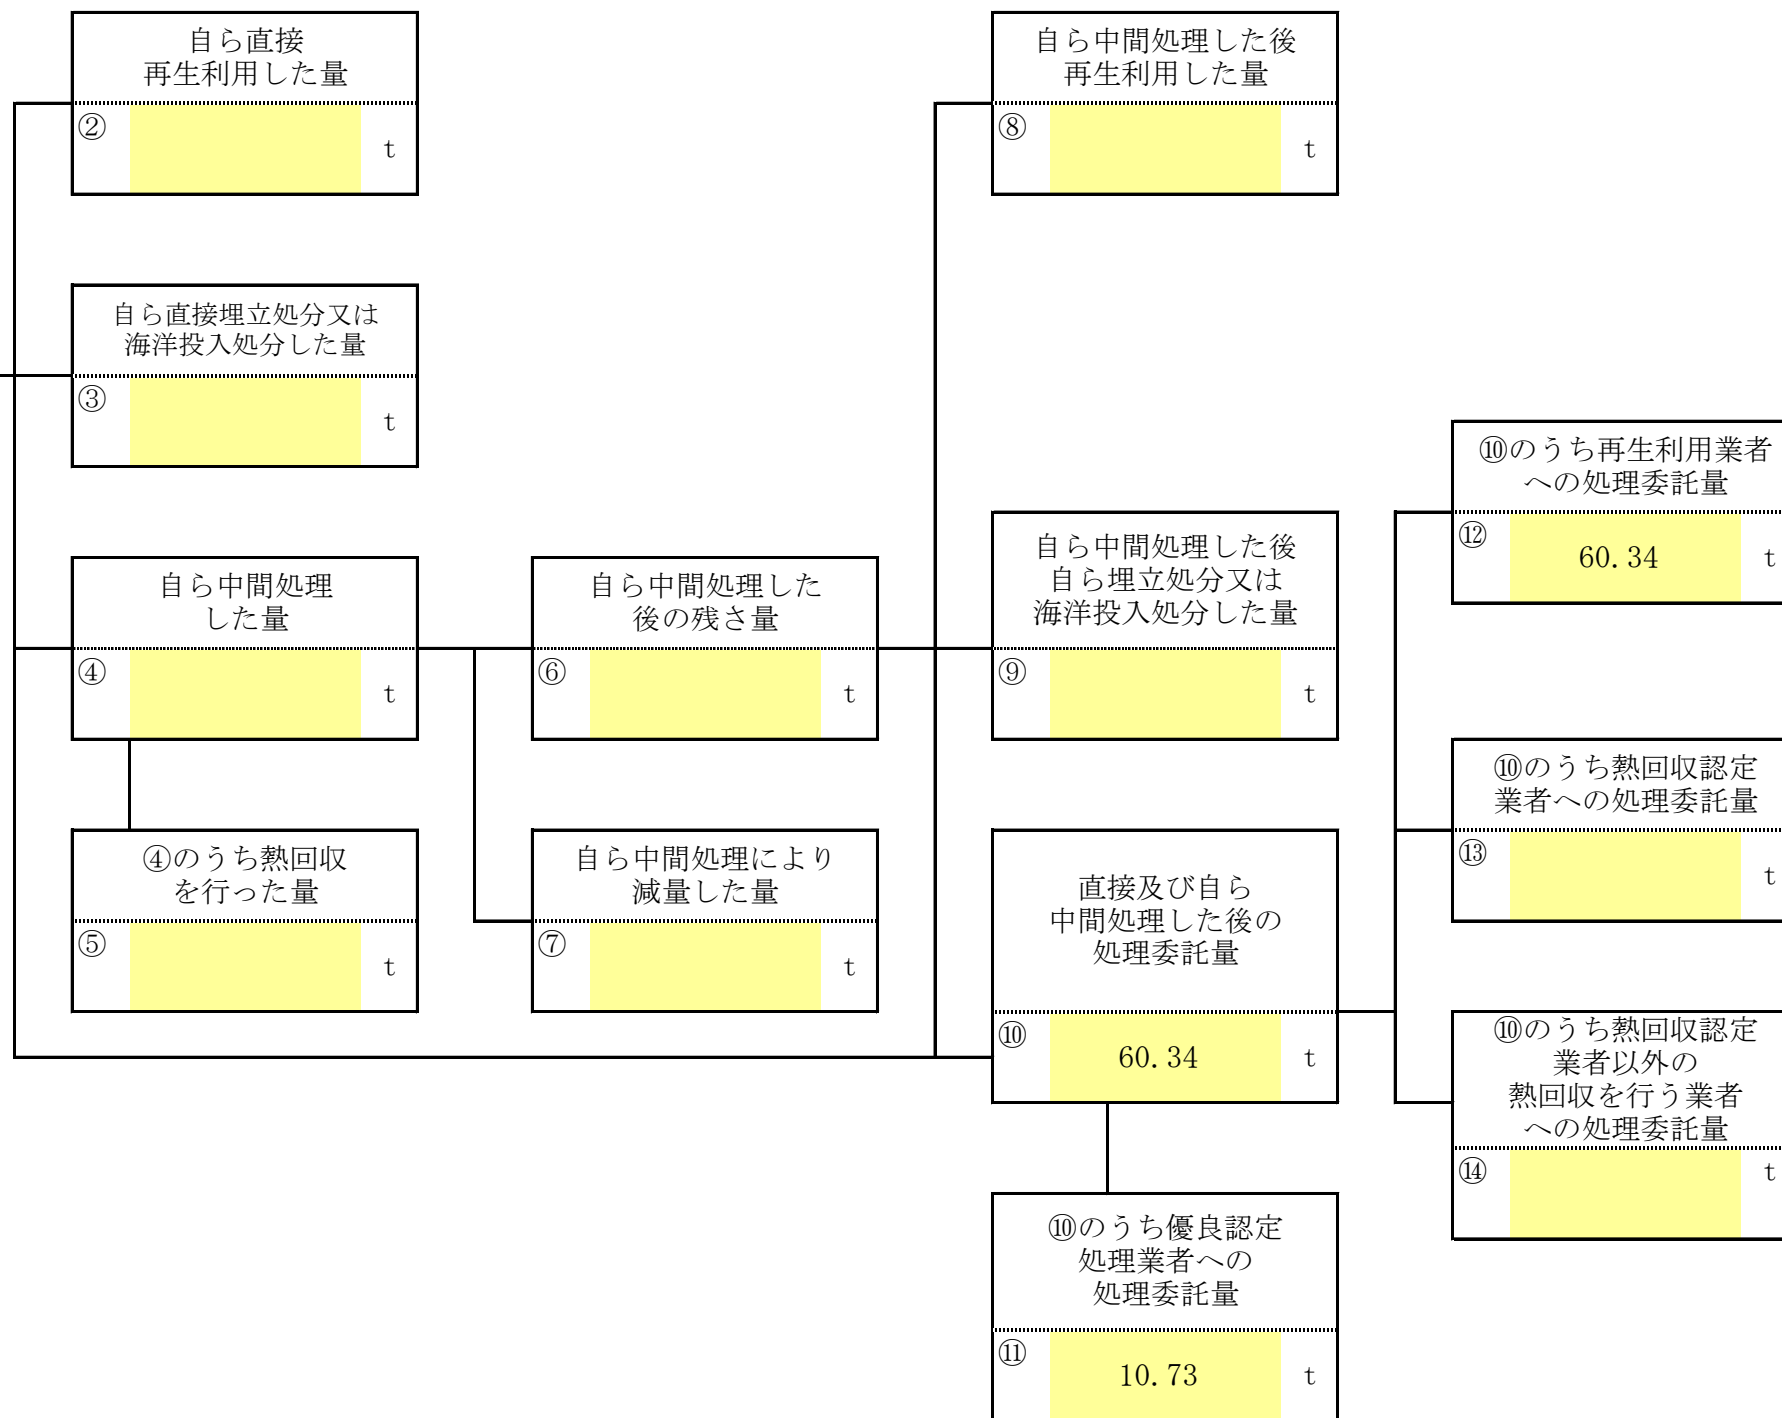 自ら直接
再生利用した量
②
t
自ら中間処理した後
再生利用した量
⑧
t
自ら直接埋立処分又は
海洋投入処分した量
③
t
⑩のうち再生利用業者
への処理委託量
⑫
60.34
t
自ら中間処理
した量
④
t
自ら中間処理した
後の残さ量
⑥
t
自ら中間処理した後
自ら埋立処分又は
海洋投入処分した量
⑨
t
⑩のうち熱回収認定
業者への処理委託量
⑬
t
④のうち熱回収
を行った量
⑤
t
自ら中間処理により
減量した量
⑦
t
直接及び自ら
中間処理した後の
処理委託量
⑩
60.34
t
⑩のうち熱回収認定
業者以外の
熱回収を行う業者
への処理委託量
⑭
t
⑩のうち優良認定
処理業者への
処理委託量
⑪
10.73
t